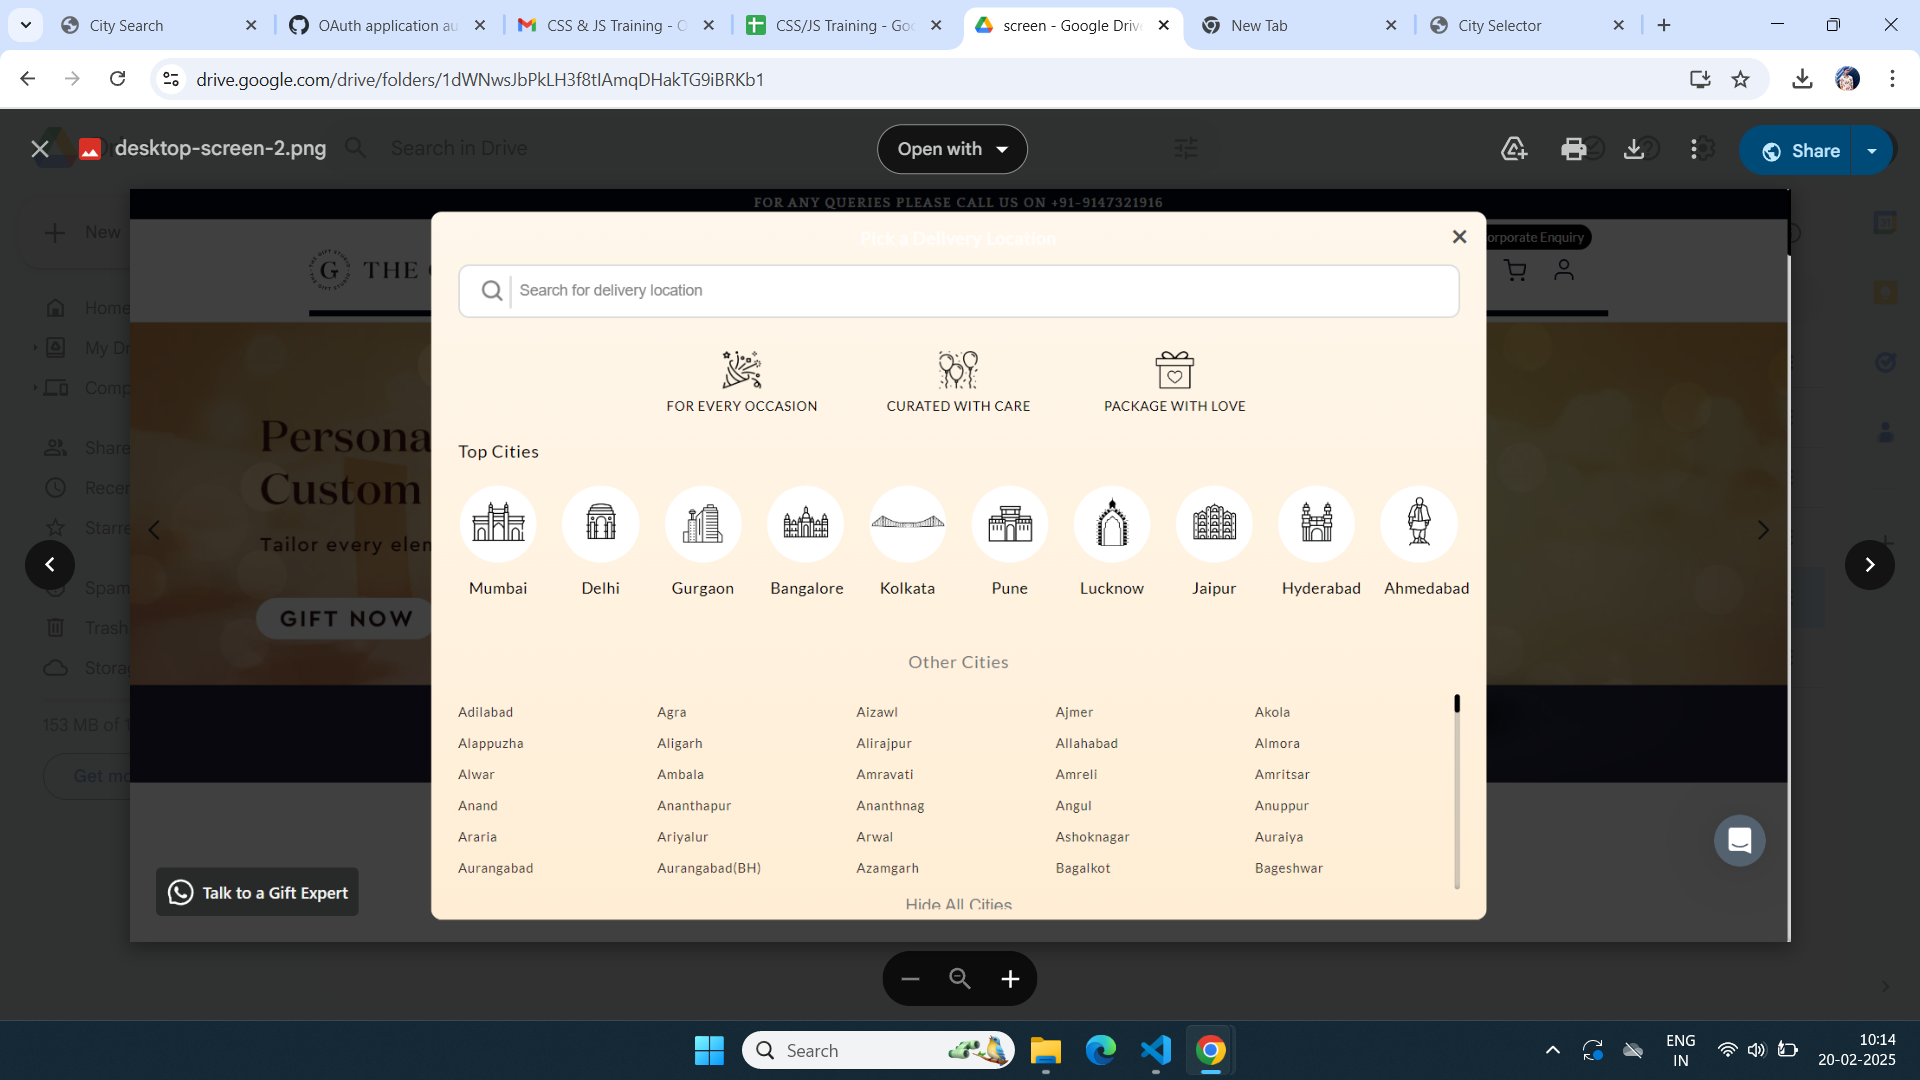 City Search
OAuth application au
CSS & JS Training - O
CSS/JS Training - Goo
screen - Google Drive
New Tab
City Selector
drive.google.com/drive/folders/1dWNwsJbPkLH3f8tIAmqDHakTG9iBRKb1
desktop-screen-2.png
Search in Drive
Open with
Share
FOR ANY QUERIES PLEASE CALL US ON +91-9147321916
New
Pick a Delivery Location
orporate Enquiry
G THE
Search for delivery location
Home
My Dr
Comp
FOR EVERY OCCASION CURATED WITH CARE PACKAGE WITH LOVE
Persona
Custom
Tailor every elem
GIFT NOW
Share
Recen
Starre
Spam
Trash
Storag
153 MB of 1
Get mo
Top Cities
Mumbai Delhi Gurgaon Bangalore Kolkata Pune Lucknow Jaipur Hyderabad Ahmedabad
Other Cities
Adilabad Agra Aizawl Ajmer Akola
Alappuzha Aligarh Alirajpur Allahabad Almora
Alwar Ambala Amravati Amreli Amritsar
Anand Ananthapur Ananthnag Angul Anuppur
Araria Ariyalur Arwal Ashoknagar Auraiya
Aurangabad Aurangabad(BH) Azamgarh Bagalkot Bageshwar
Hide All Cities
Talk to a Gift Expert
Search
ENG
IN
10:14
20-02-2025